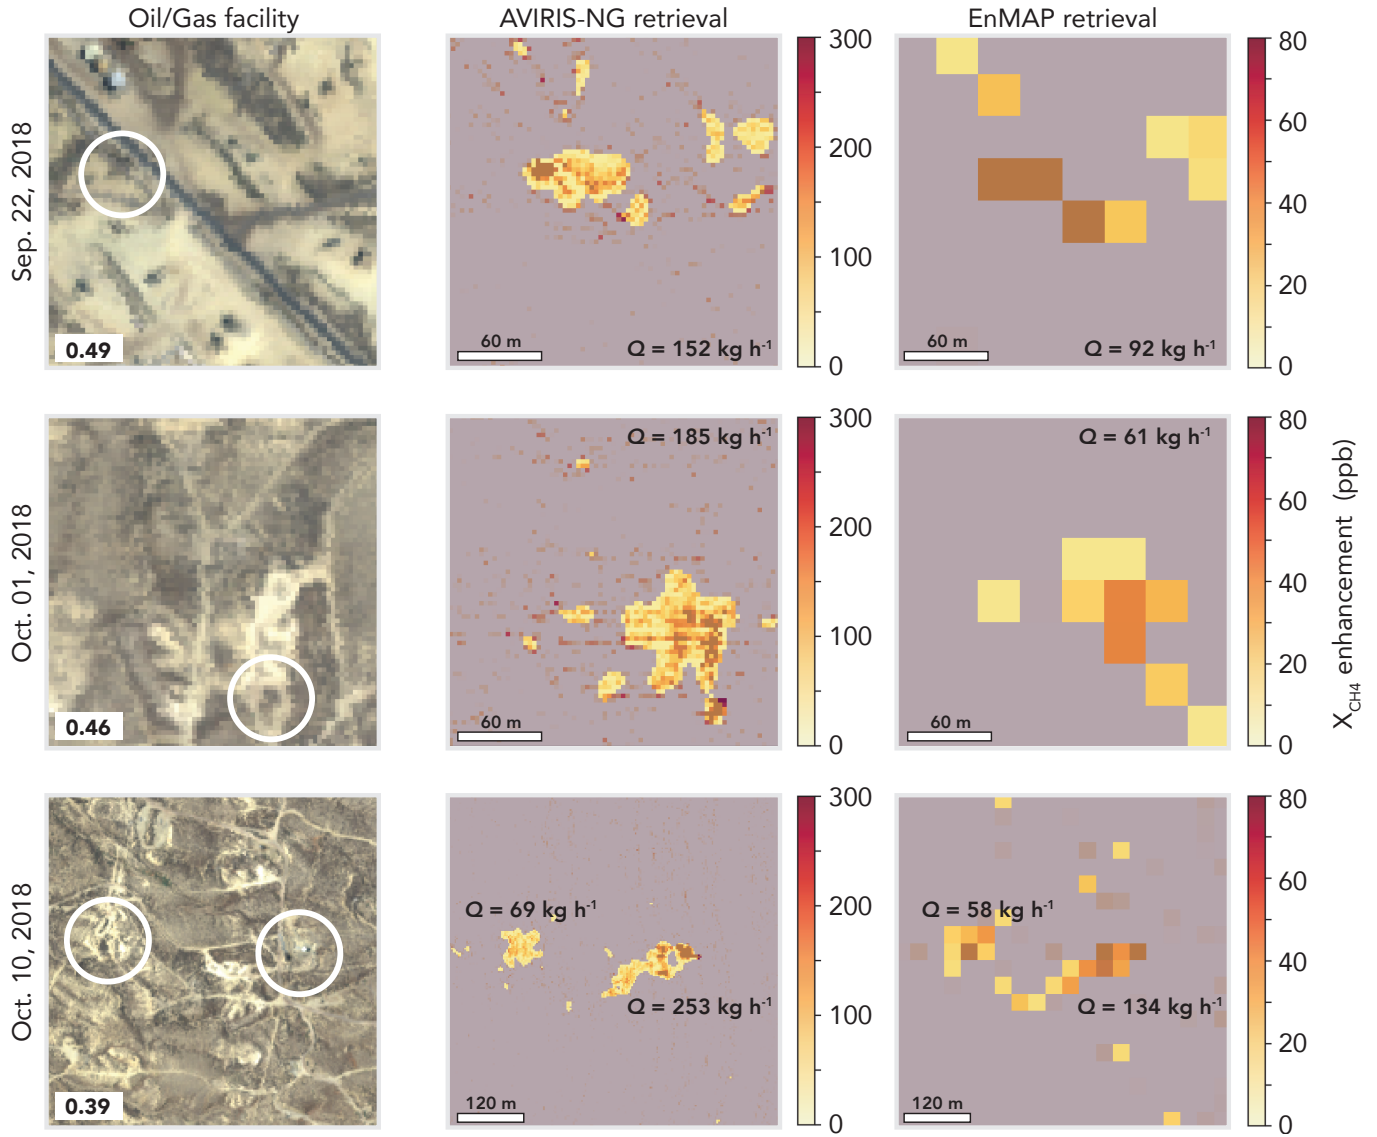 Oil/Gas facility
AVIRIS-NG retrieval
EnMAP retrieval
Sep. 22, 2018
0.49
60 m
Q = 152 kg h⁻¹
300
200
100
0
60 m
Q = 92 kg h⁻¹
80
60
40
20
0
Oct. 01, 2018
0.46
Q = 185 kg h⁻¹
60 m
300
200
100
0
Q = 61 kg h⁻¹
60 m
80
60
40
20
0
X_CH4 enhancement (ppb)
Oct. 10, 2018
0.39
Q = 69 kg h⁻¹
Q = 253 kg h⁻¹
120 m
300
200
100
0
Q = 58 kg h⁻¹
Q = 134 kg h⁻¹
120 m
80
60
40
20
0